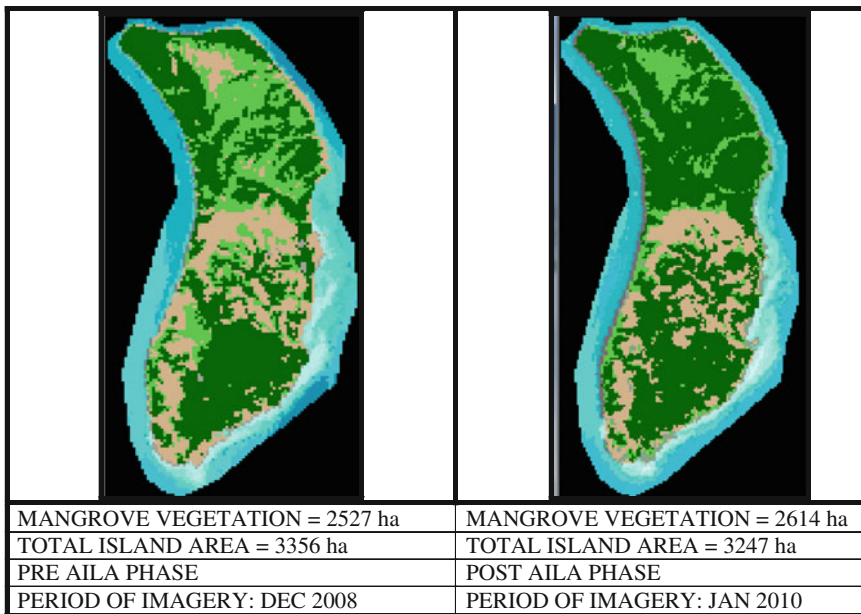 MANGROVE VEGETATION = 2527 ha
MANGROVE VEGETATION = 2614 ha
TOTAL ISLAND AREA = 3356 ha
TOTAL ISLAND AREA = 3247 ha
PRE AILA PHASE
POST AILA PHASE
PERIOD OF IMAGERY: DEC 2008
PERIOD OF IMAGERY: JAN 2010